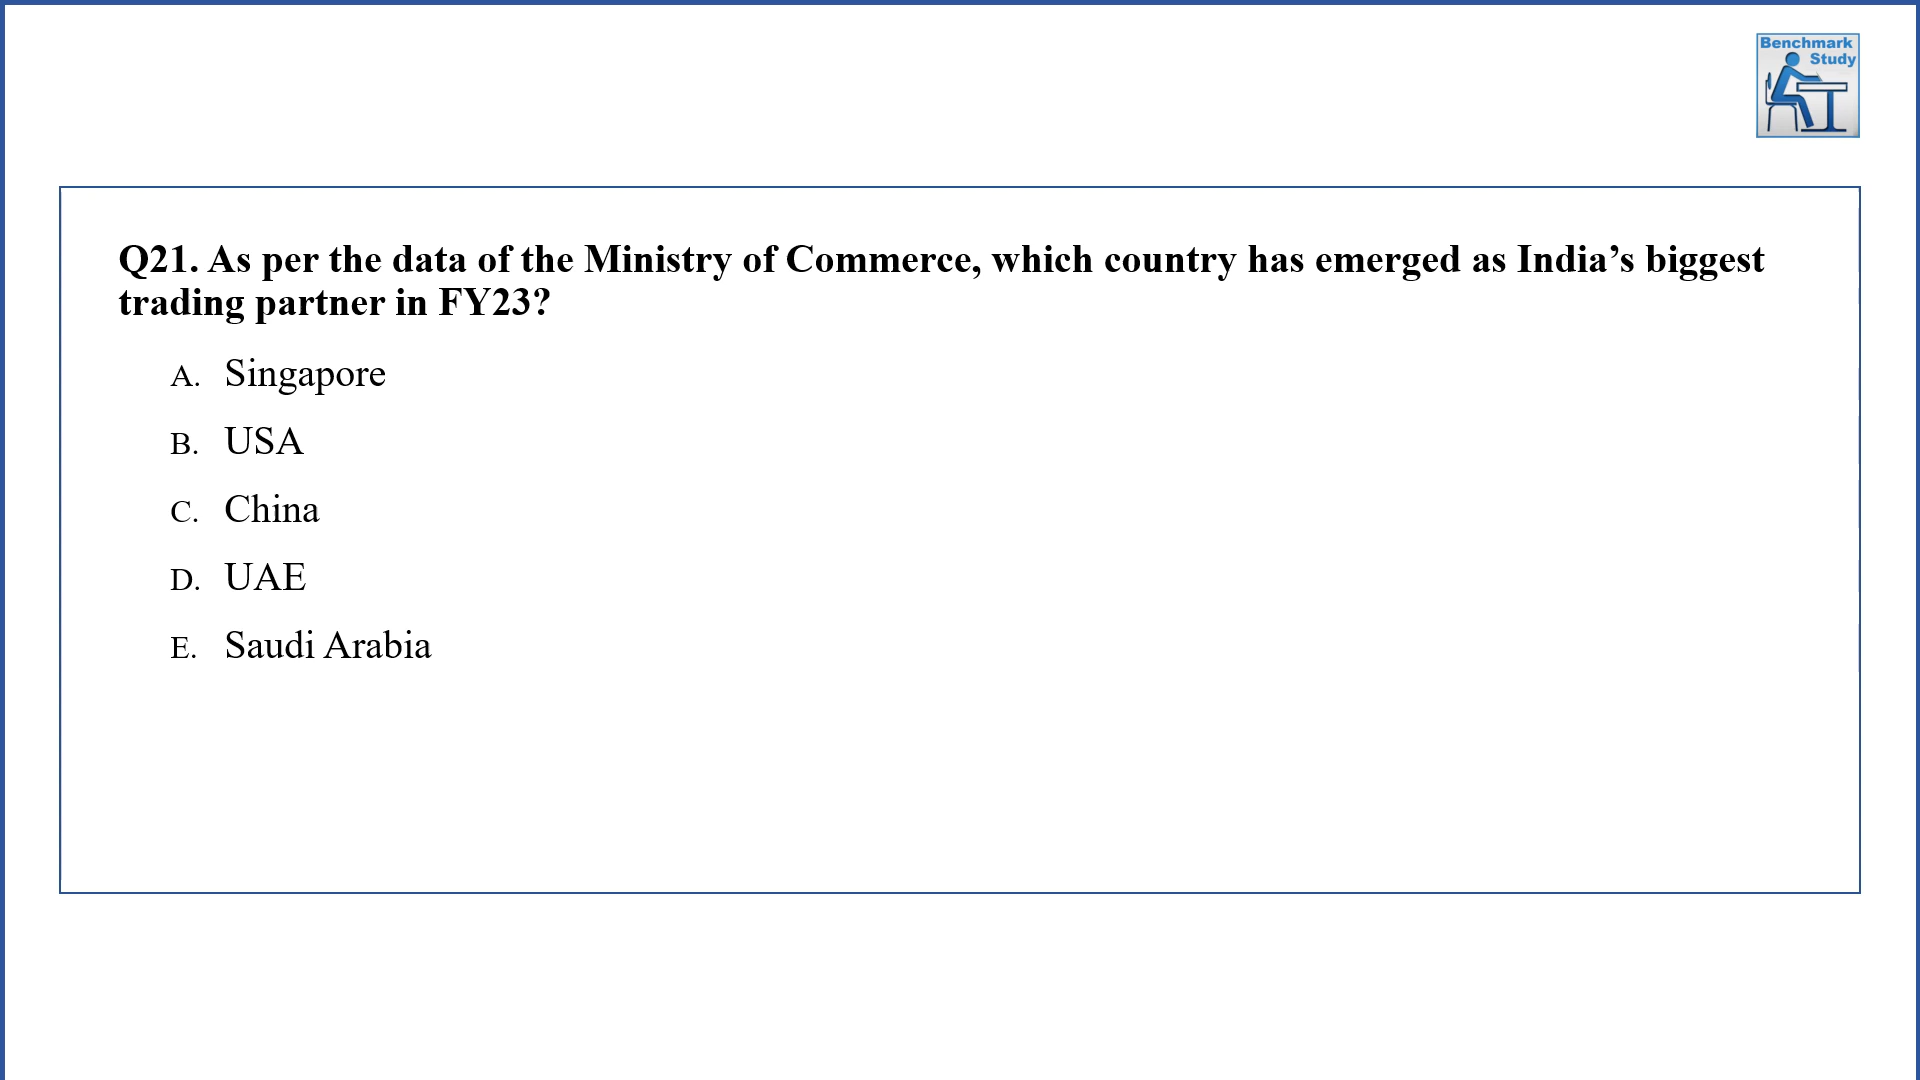 Benchmark
Study
Q21. As per the data of the Ministry of Commerce, which country has emerged as India’s biggest
trading partner in FY23?
A. Singapore
B. USA
C. China
D. UAE
E. Saudi Arabia